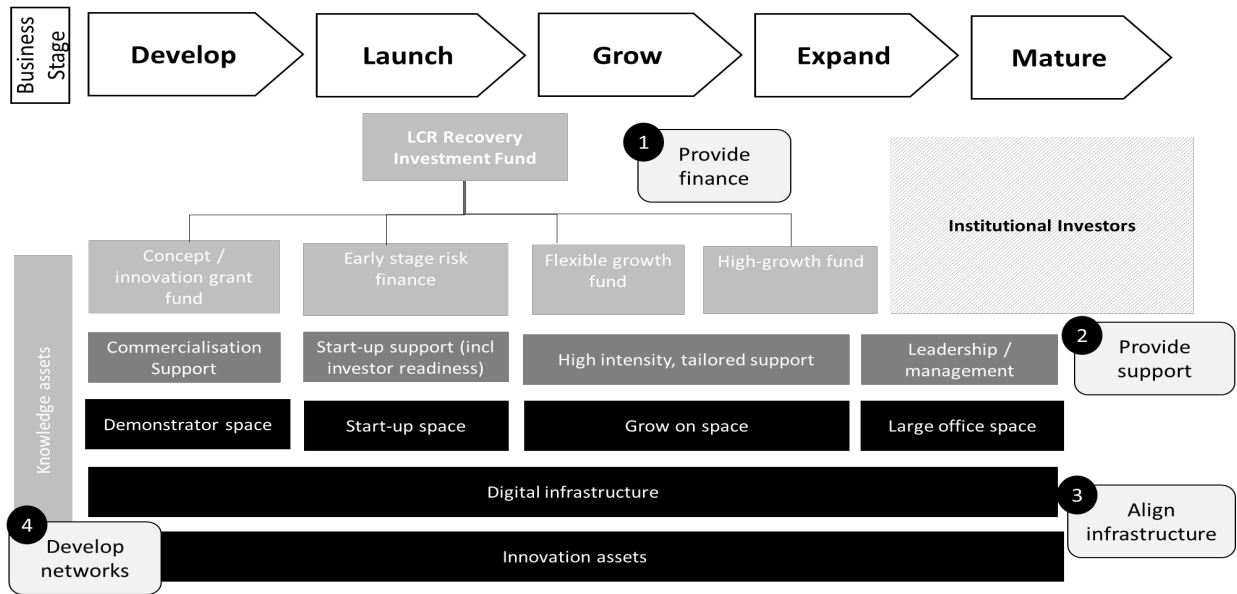 Business
Stage
Develop
Launch
Grow
Expand
Mature
LCR Recovery
Investment Fund
1
Provide
finance
Institutional Investors
Concept /
innovation grant
fund
Early stage risk
finance
Flexible growth
fund
High-growth fund
Knowledge assets
Commercialisation
Support
Start-up support (incl
investor readiness)
High intensity, tailored support
Leadership /
management
2
Provide
support
Demonstrator space
Start-up space
Grow on space
Large office space
Digital infrastructure
3
Align
infrastructure
4
Develop
networks
Innovation assets